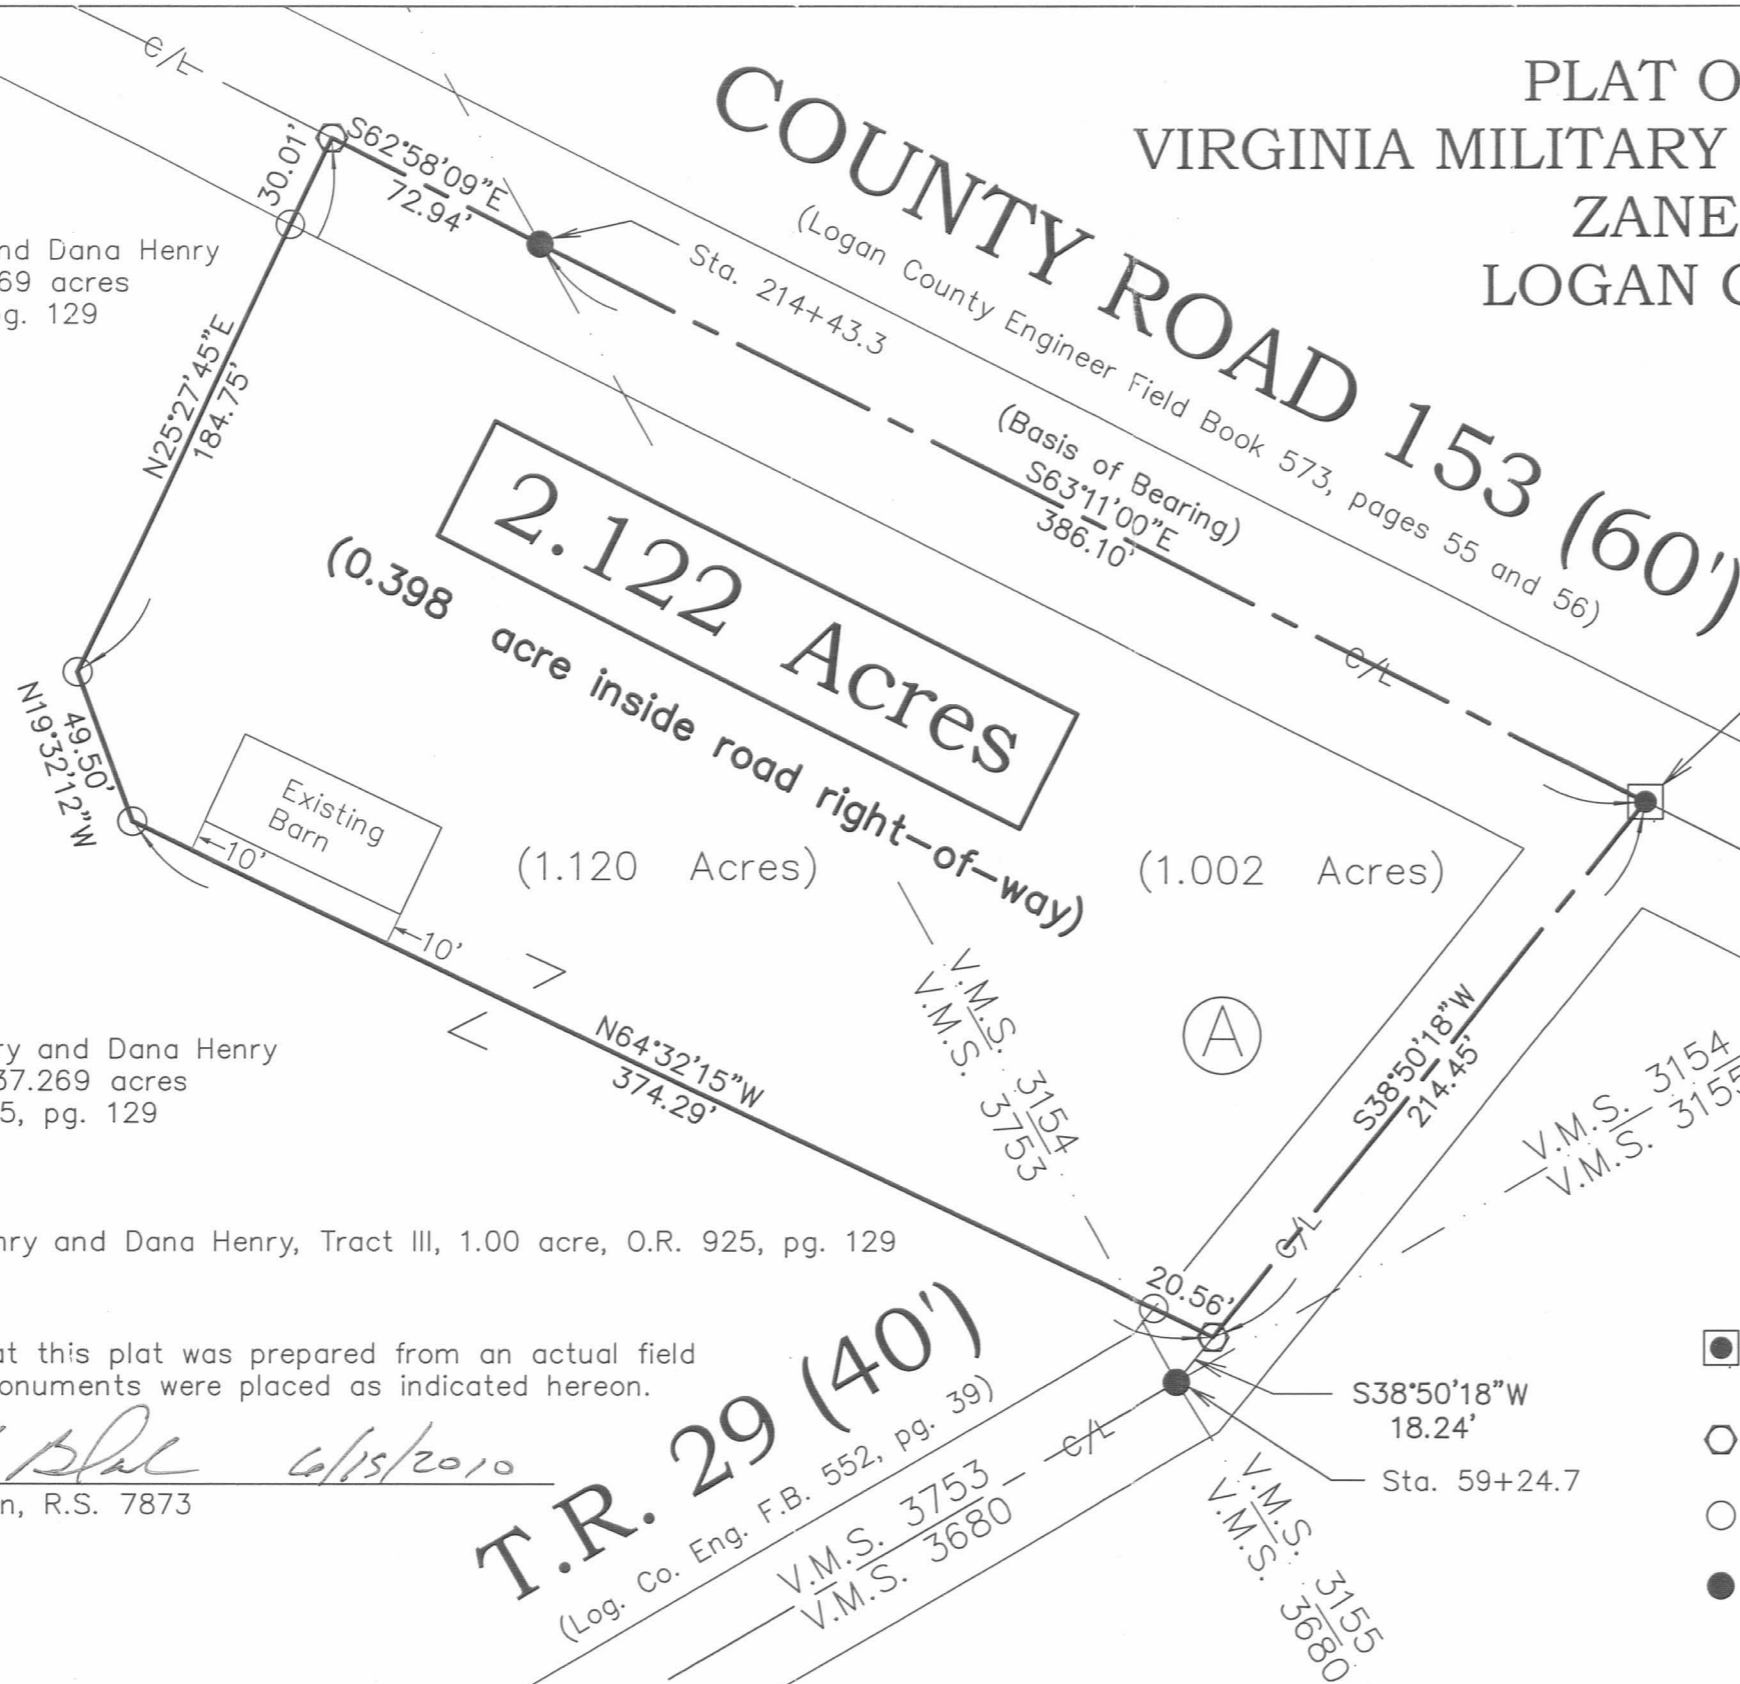 PLAT O
VIRGINIA MILITARY
ZANE
LOGAN C
COUNTY ROAD 153 (60')
(Logan County Engineer Field Book 573, pages 55 and 56)
C/L
30.01'
S62°58'09"E
72.94'
Sta. 214+43.3
(Basis of Bearing)
S63°11'00"E
386.10'
C/L
nd Dana Henry
69 acres
g. 129
N25°27'45"E
184.75'
2.122 Acres
(0.398 acre inside road right-of-way)
49.50'
N19°32'12"W
Existing
Barn
10'
10'
(1.120 Acres)
(1.002 Acres)
V.M.S. 3154
V.M.S. 3753
A
N64°32'15"W
374.29'
S38°50'18"W
214.45'
C/L
V.M.S. 3154
V.M.S. 3155
ry and Dana Henry
37.269 acres
5, pg. 129
nry and Dana Henry, Tract III, 1.00 acre, O.R. 925, pg. 129
20.56'
at this plat was prepared from an actual field
onuments were placed as indicated hereon.
6/15/2010
n, R.S. 7873
T.R. 29 (40')
(Log. Co. Eng. F.B. 552, pg. 39)
V.M.S. 3753
V.M.S. 3680
C/L
S38°50'18"W
18.24'
Sta. 59+24.7
V.M.S. 3155
V.M.S. 3680